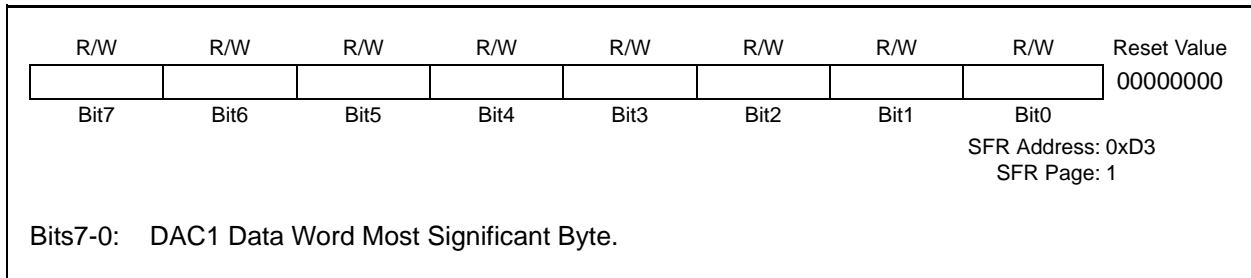 R/W R/W R/W R/W R/W R/W R/W R/W Reset Value
00000000
Bit7 Bit6 Bit5 Bit4 Bit3 Bit2 Bit1 Bit0
SFR Address: 0xD3
SFR Page: 1
Bits7-0: DAC1 Data Word Most Significant Byte.